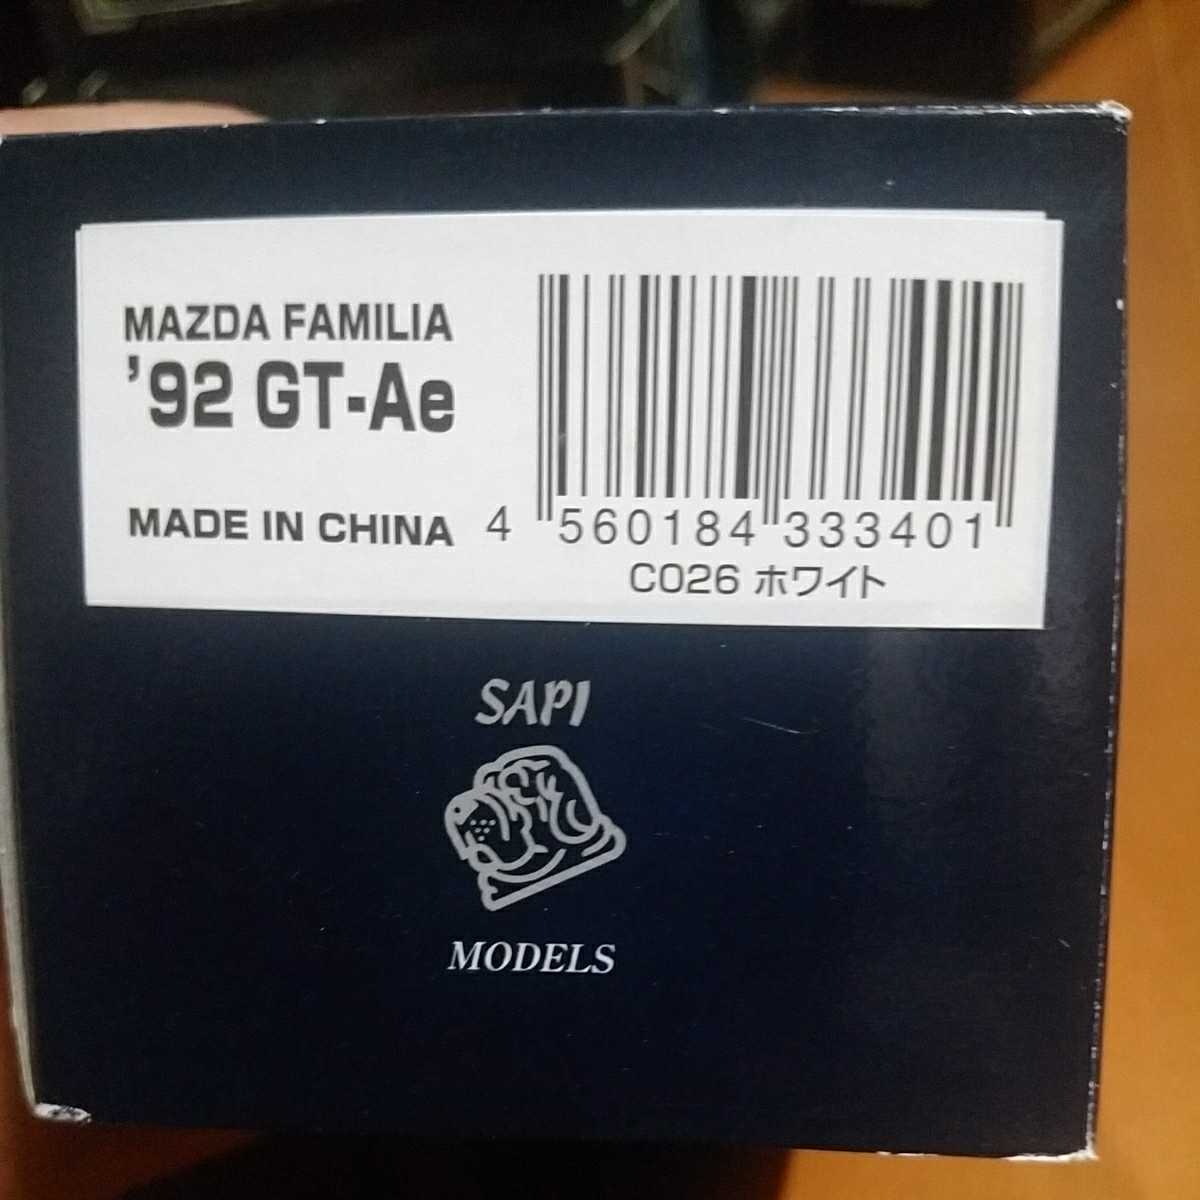 MAZDA FAMILIA
'92 GT-Ae
MADE IN CHINA
4 560184 333401
C026 ホワイト
SAPI
MODELS